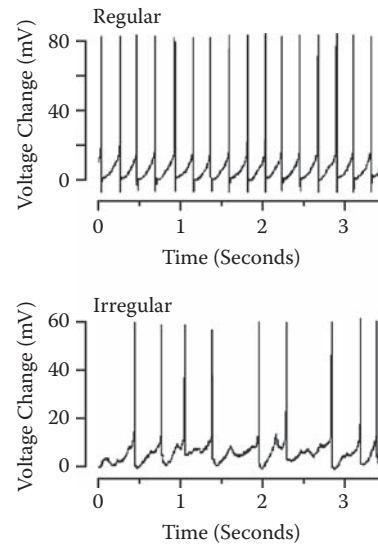 Regular
Voltage Change (mV)
80
40
0
0 1 2 3
Time (Seconds)
Irregular
Voltage Change (mV)
60
40
20
0
0 1 2 3
Time (Seconds)